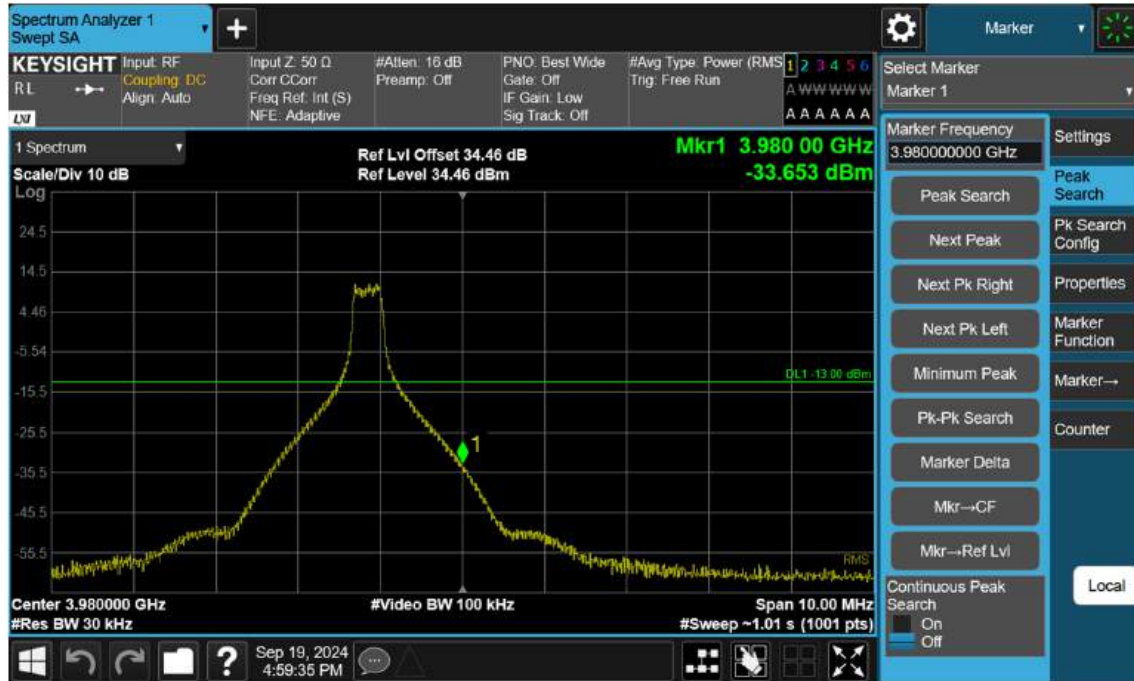 Spectrum Analyzer 1
Swept SA
+
Marker
KEYSIGHT
RL
LXI
Input: RF
Coupling: DC
Align: Auto
Input Z: 50 Ω
Corr CCorr
Freq Ref: Int (S)
NFE: Adaptive
#Atten: 16 dB
Preamp: Off
PNO: Best Wide
Gate: Off
IF Gain: Low
Sig Track: Off
#Avg Type: Power (RMS
Trig: Free Run
1 2 3 4 5 6
A W W W W W
A A A A A A
Select Marker
Marker 1
1 Spectrum
Scale/Div 10 dB
Log
Ref Lvl Offset 34.46 dB
Ref Level 34.46 dBm
Mkr1 3.980 00 GHz
-33.653 dBm
24.5
14.5
4.46
-5.54
-15.5
-25.5
-35.5
-45.5
-55.5
DL1 -13.00 dBm
1
RMS
Center 3.980000 GHz
#Res BW 30 kHz
#Video BW 100 kHz
Span 10.00 MHz
#Sweep ~1.01 s (1001 pts)
Marker Frequency
3.980000000 GHz
Peak Search
Next Peak
Next Pk Right
Next Pk Left
Minimum Peak
Pk-Pk Search
Marker Delta
Mkr→CF
Mkr→Ref Lvl
Continuous Peak
Search
On
Off
Settings
Peak
Search
Pk Search
Config
Properties
Marker
Function
Marker→
Counter
Local
?
Sep 19, 2024
4:59:35 PM